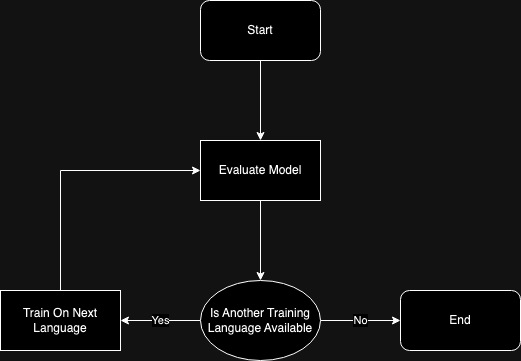 Start
Evaluate Model
Is Another Training
Language Available
Yes
No
Train On Next
Language
End